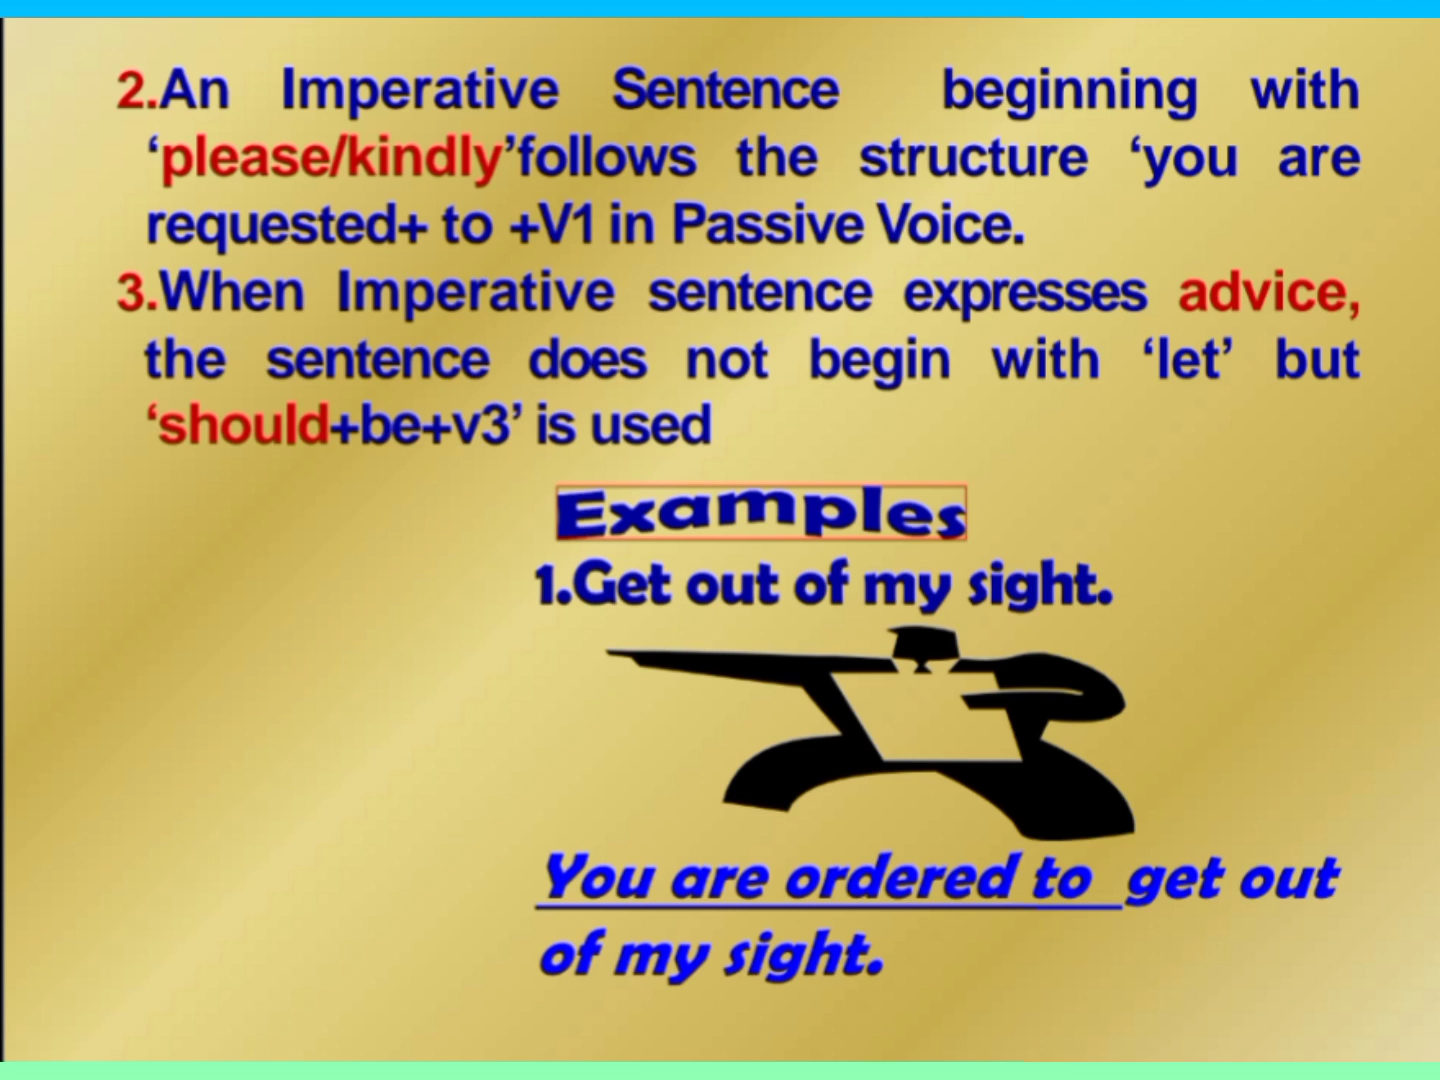 2.An Imperative Sentence beginning with
‘please/kindly’follows the structure ‘you are
requested+ to +V1 in Passive Voice.
3.When Imperative sentence expresses advice,
the sentence does not begin with ‘let’ but
‘should+be+v3’ is used
Examples
1.Get out of my sight.
You are ordered to get out
of my sight.